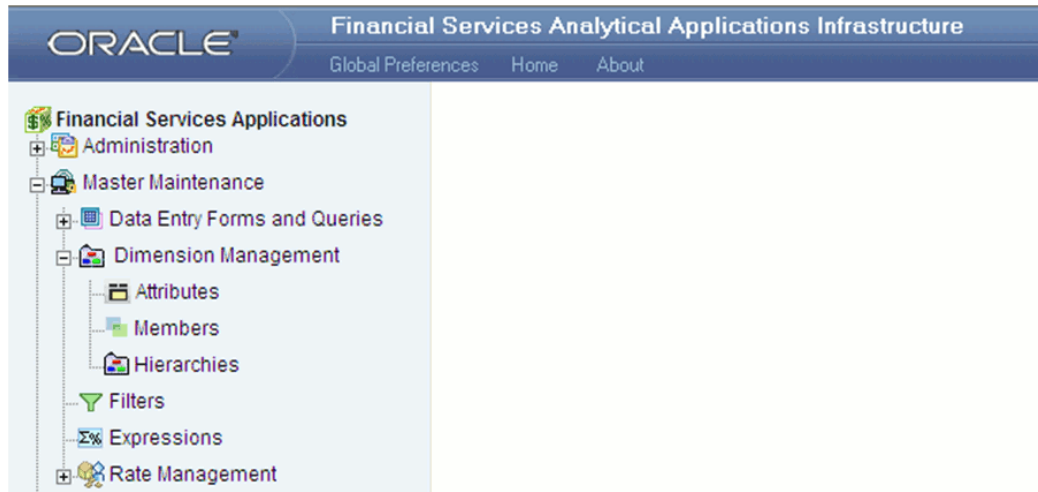 ORACLE
Financial Services Analytical Applications Infrastructure
Global Preferences Home About
Financial Services Applications
Administration
Master Maintenance
Data Entry Forms and Queries
Dimension Management
Attributes
Members
Hierarchies
Filters
Σ% Expressions
Rate Management